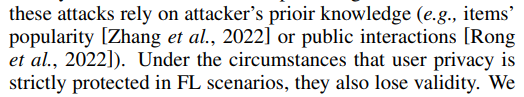 these attacks rely on attacker's prioir knowledge (e.g., items'
popularity [Zhang et al., 2022] or public interactions [Rong
et al., 2022]). Under the circumstances that user privacy is
strictly protected in FL scenarios, they also lose validity. We